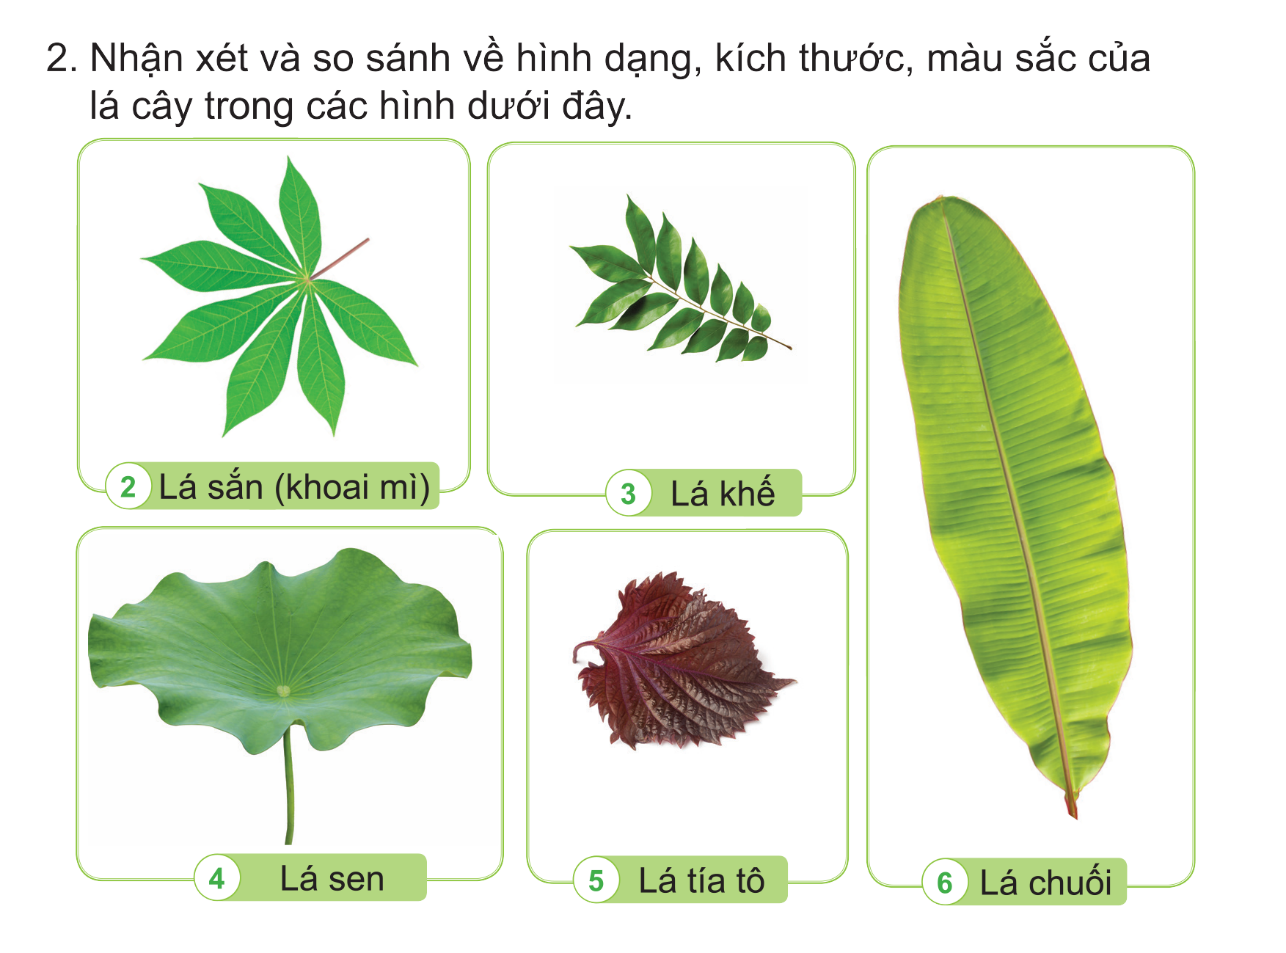 2. Nhận xét và so sánh về hình dạng, kích thước, màu sắc của
lá cây trong các hình dưới đây.
2 Lá sắn (khoai mì)
3 Lá khế
4 Lá sen
5 Lá tía tô
6 Lá chuối